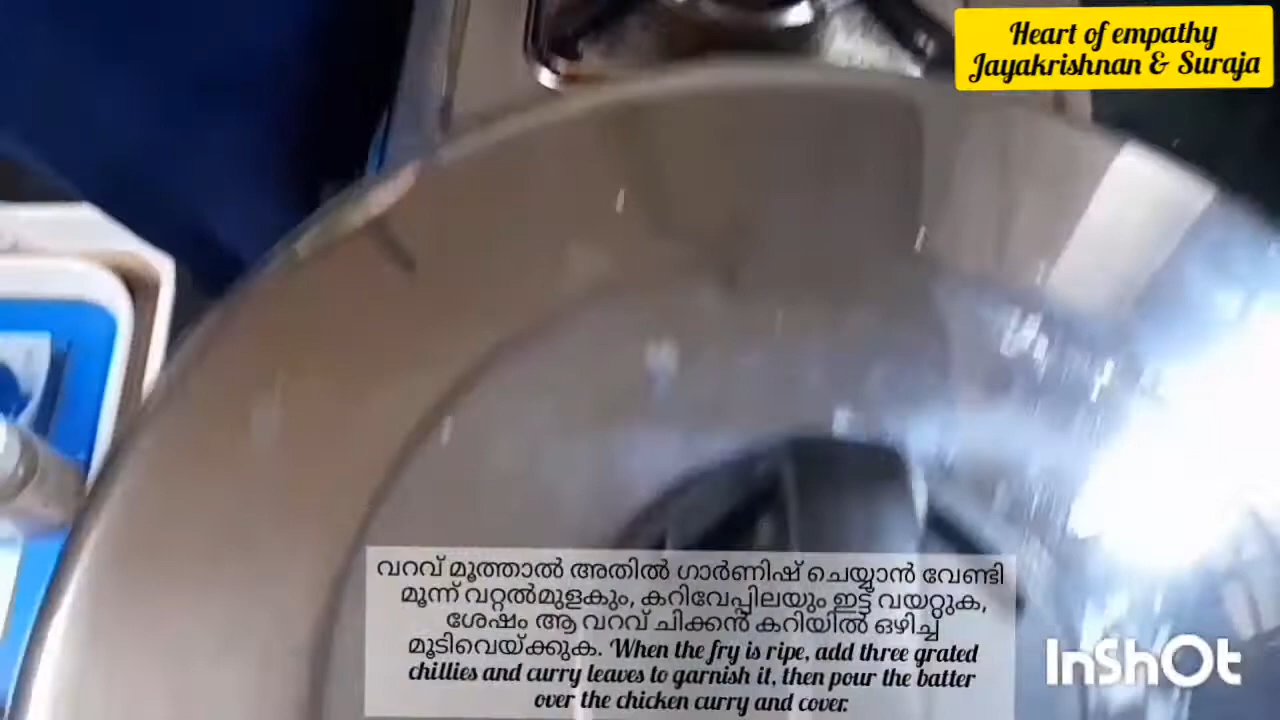 Heart of empathy
Jayakrishnan & Suraja
വറവ് മൂത്താൽ അതിൽ ഗാർണിഷ് ചെയ്യാൻ വേണ്ടി
മൂന്ന് വറ്റൽമുളകും, കറിവേപ്പിലയും ഇട്ട് വയറ്റുക,
ശേഷം ആ വറവ് ചിക്കൻ കറിയിൽ ഒഴിച്ച്
മൂടിവെയ്ക്കുക. When the fry is ripe, add three grated
chillies and curry leaves to garnish it, then pour the batter
over the chicken curry and cover.
InShOt